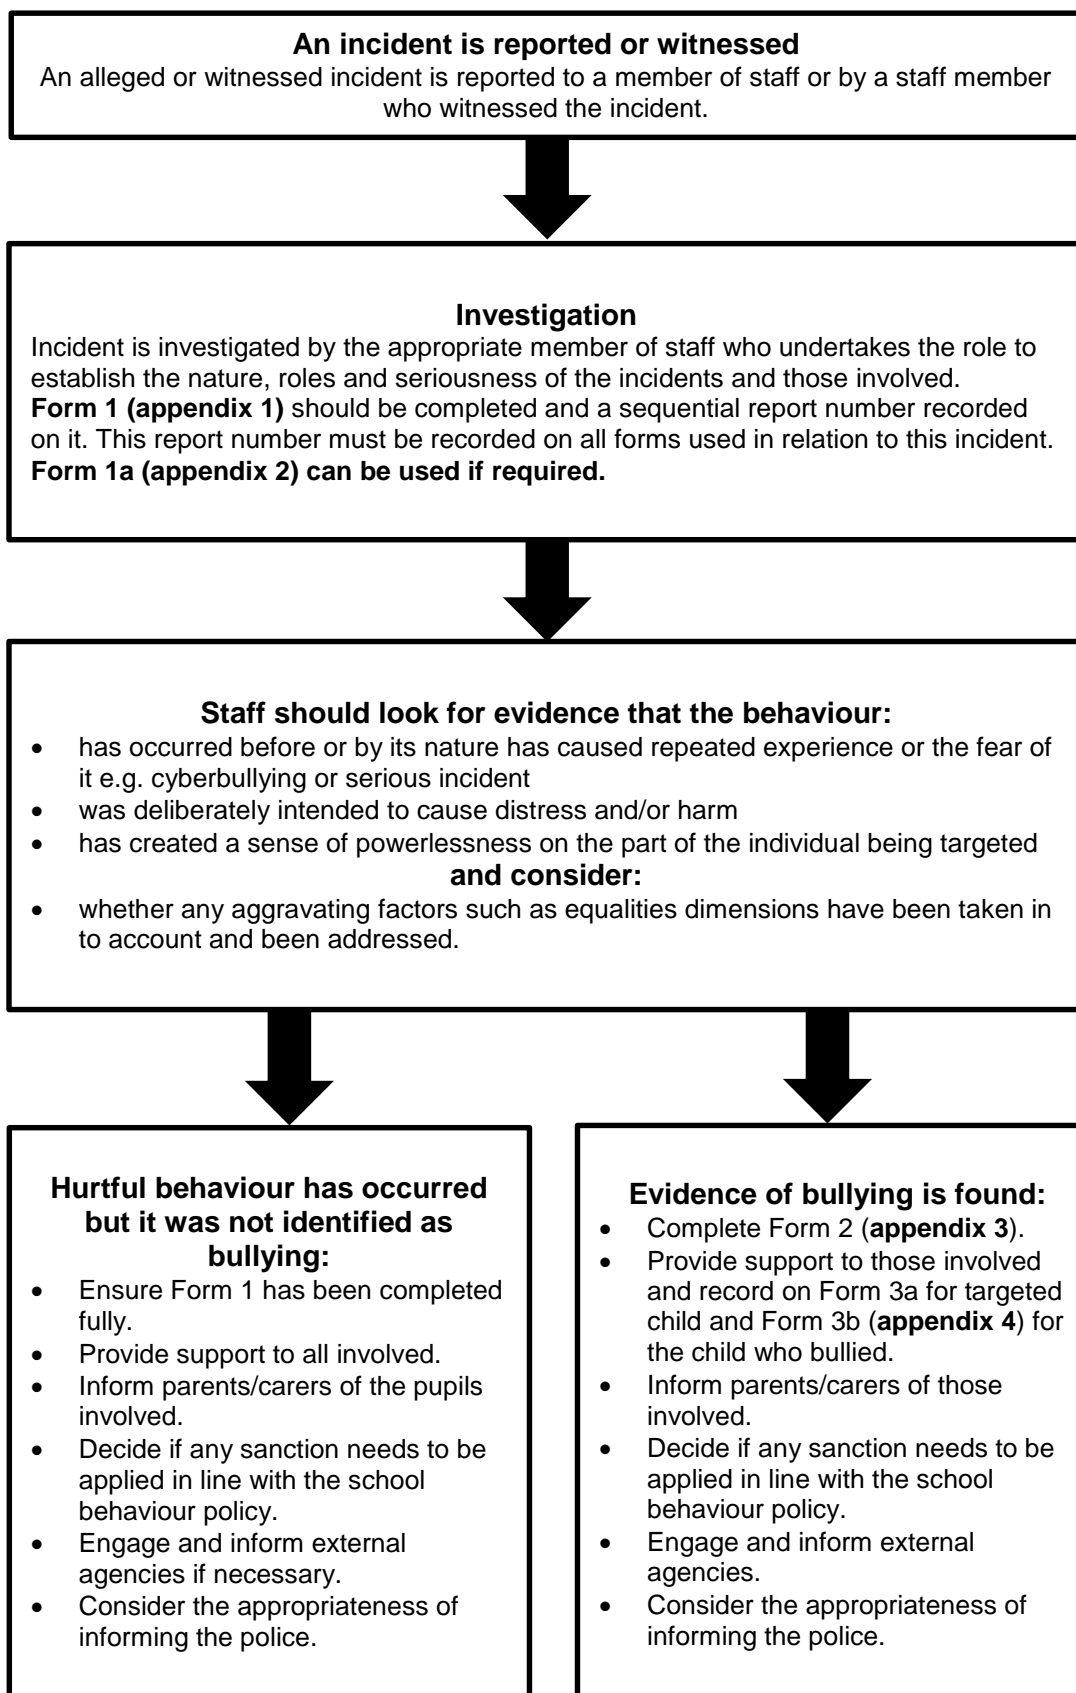 An incident is reported or witnessed
An alleged or witnessed incident is reported to a member of staff or by a staff member
who witnessed the incident.
Investigation
Incident is investigated by the appropriate member of staff who undertakes the role to
establish the nature, roles and seriousness of the incidents and those involved.
Form 1 (appendix 1) should be completed and a sequential report number recorded
on it. This report number must be recorded on all forms used in relation to this incident.
Form 1a (appendix 2) can be used if required.
Staff should look for evidence that the behaviour:
• has occurred before or by its nature has caused repeated experience or the fear of
it e.g. cyberbullying or serious incident
• was deliberately intended to cause distress and/or harm
• has created a sense of powerlessness on the part of the individual being targeted
and consider:
• whether any aggravating factors such as equalities dimensions have been taken in
to account and been addressed.
Hurtful behaviour has occurred
but it was not identified as
bullying:
• Ensure Form 1 has been completed
fully.
• Provide support to all involved.
• Inform parents/carers of the pupils
involved.
• Decide if any sanction needs to be
applied in line with the school
behaviour policy.
• Engage and inform external
agencies if necessary.
• Consider the appropriateness of
informing the police.
Evidence of bullying is found:
• Complete Form 2 (appendix 3).
• Provide support to those involved
and record on Form 3a for targeted
child and Form 3b (appendix 4) for
the child who bullied.
• Inform parents/carers of those
involved.
• Decide if any sanction needs to be
applied in line with the school
behaviour policy.
• Engage and inform external
agencies.
• Consider the appropriateness of
informing the police.